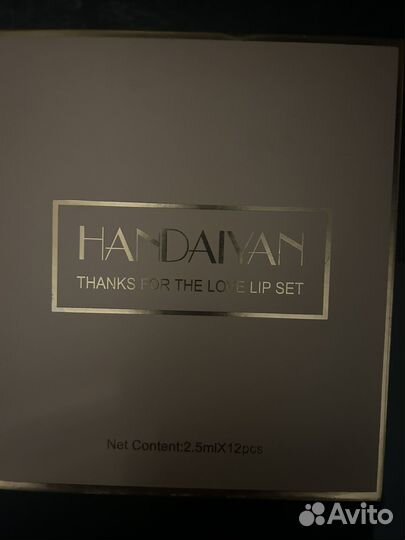 HANDAIYAN
THANKS FOR THE LOVE LIP SET
Net Content:2.5mlX12pcs
Avito